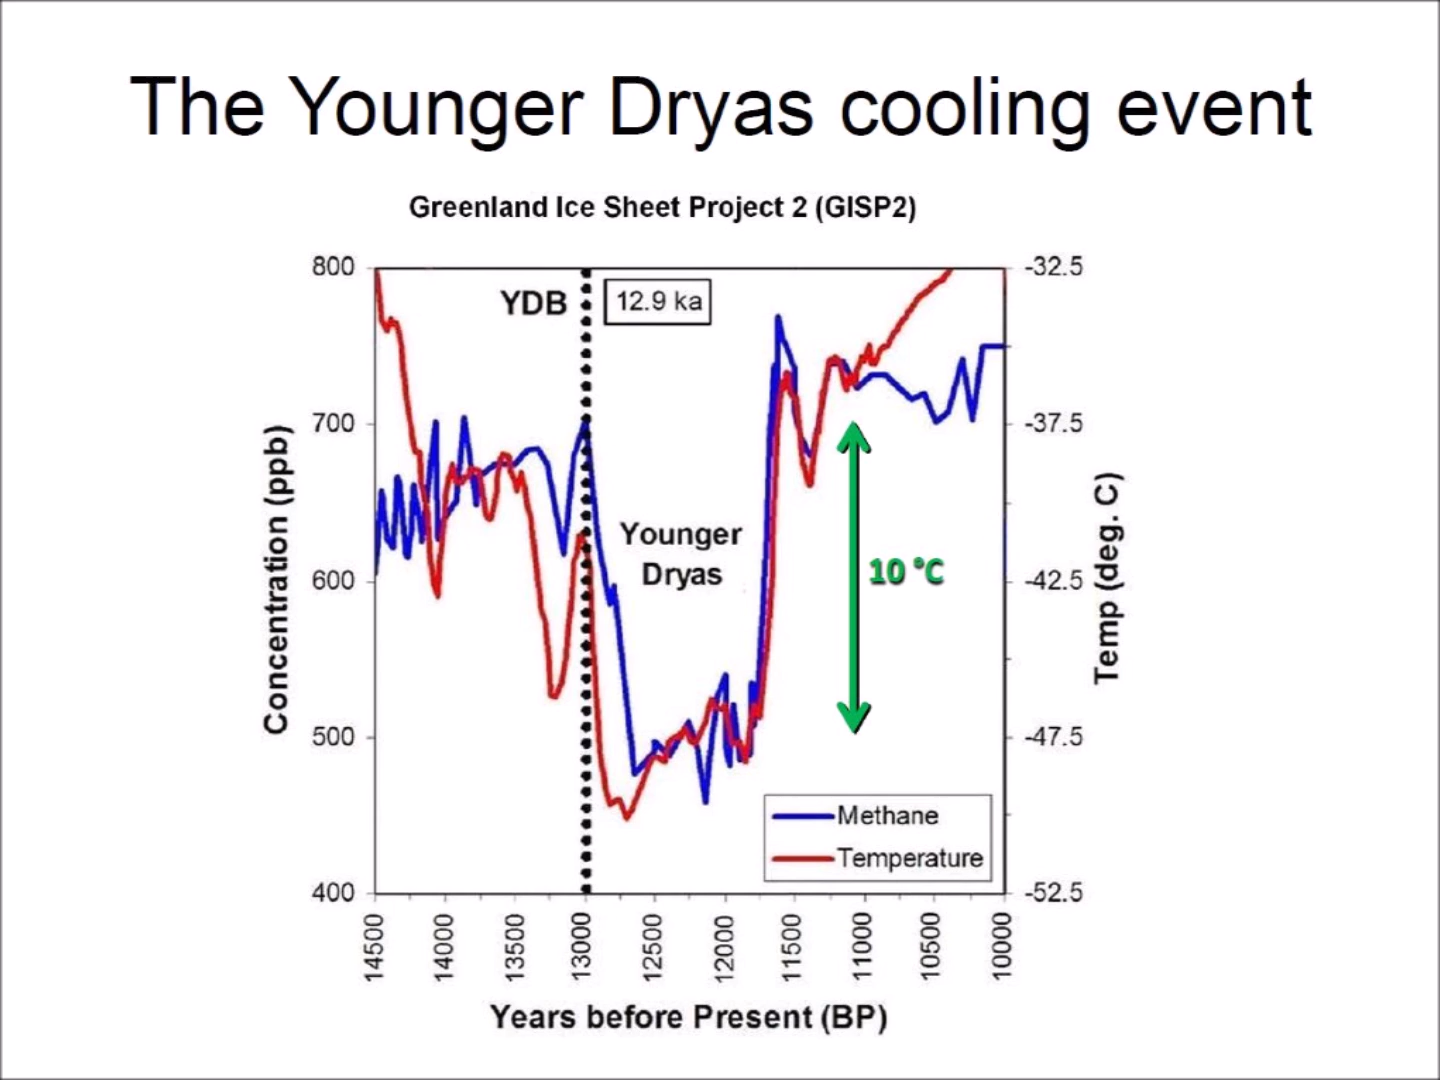 The Younger Dryas cooling event
Greenland Ice Sheet Project 2 (GISP2)
800
700
600
500
400
Concentration (ppb)
YDB
12.9 ka
Younger
Dryas
10 °C
Methane
Temperature
-32.5
-37.5
-42.5
-47.5
-52.5
Temp (deg. C)
14500
14000
13500
13000
12500
12000
11500
11000
10500
10000
Years before Present (BP)